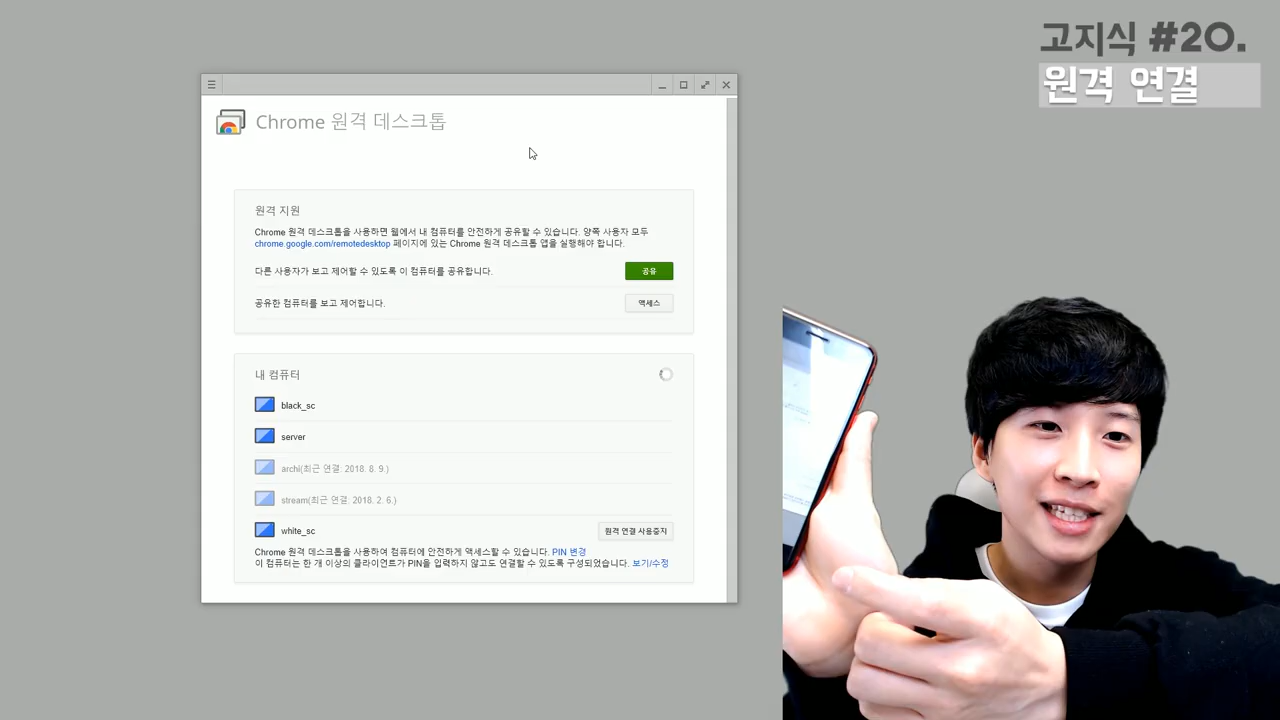 고지식 #20.
원격 연결
Chrome 원격 데스크톱
원격 지원
Chrome 원격 데스크톱을 사용하면 웹에서 내 컴퓨터를 안전하게 공유할 수 있습니다. 양쪽 사용자 모두
chrome.google.com/remotedesktop 페이지에 있는 Chrome 원격 데스크톱 앱을 실행해야 합니다.
다른 사용자가 보고 제어할 수 있도록 이 컴퓨터를 공유합니다.
공유
공유한 컴퓨터를 보고 제어합니다.
액세스
내 컴퓨터
black_sc
server
archi(최근 연결: 2018. 8. 9.)
stream(최근 연결: 2018. 2. 6.)
white_sc
원격 연결 사용중지
Chrome 원격 데스크톱을 사용하여 컴퓨터에 안전하게 액세스할 수 있습니다. PIN 변경
이 컴퓨터는 한 개 이상의 클라이언트가 PIN을 입력하지 않고도 연결할 수 있도록 구성되었습니다. 보기/수정